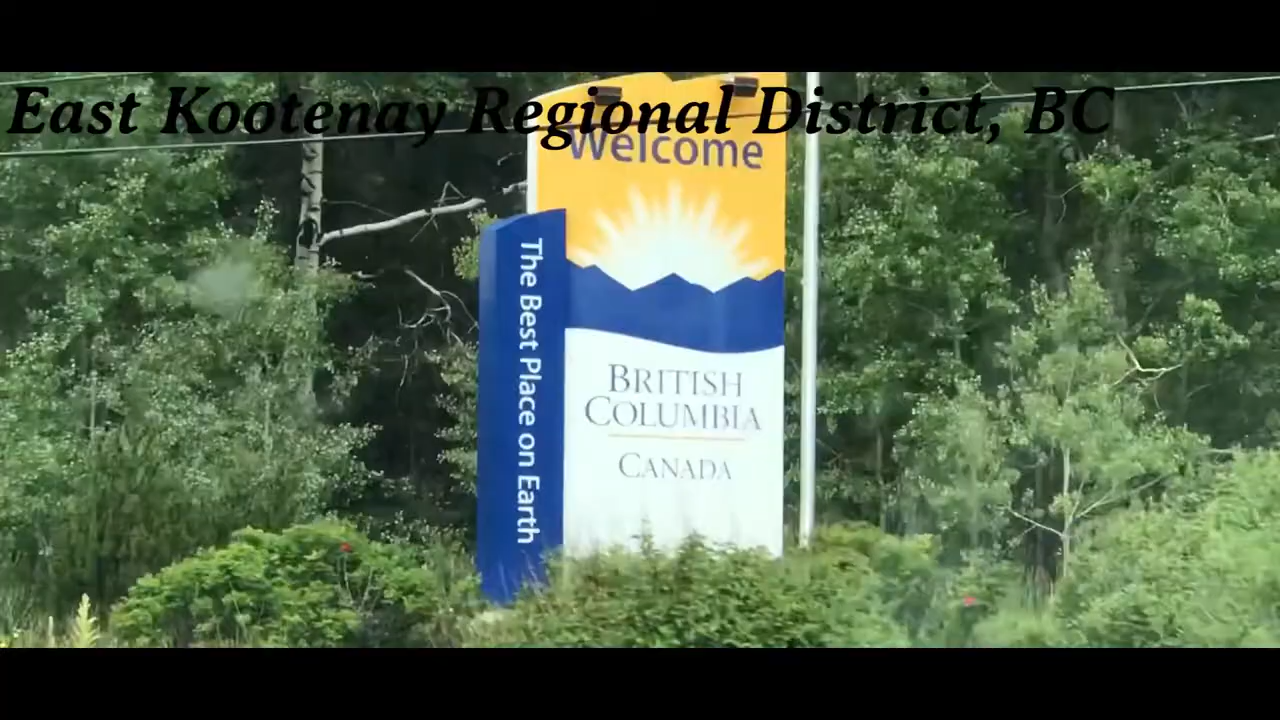 East Kootenay Regional District, BC
Welcome
The Best Place on Earth
BRITISH
COLUMBIA
CANADA